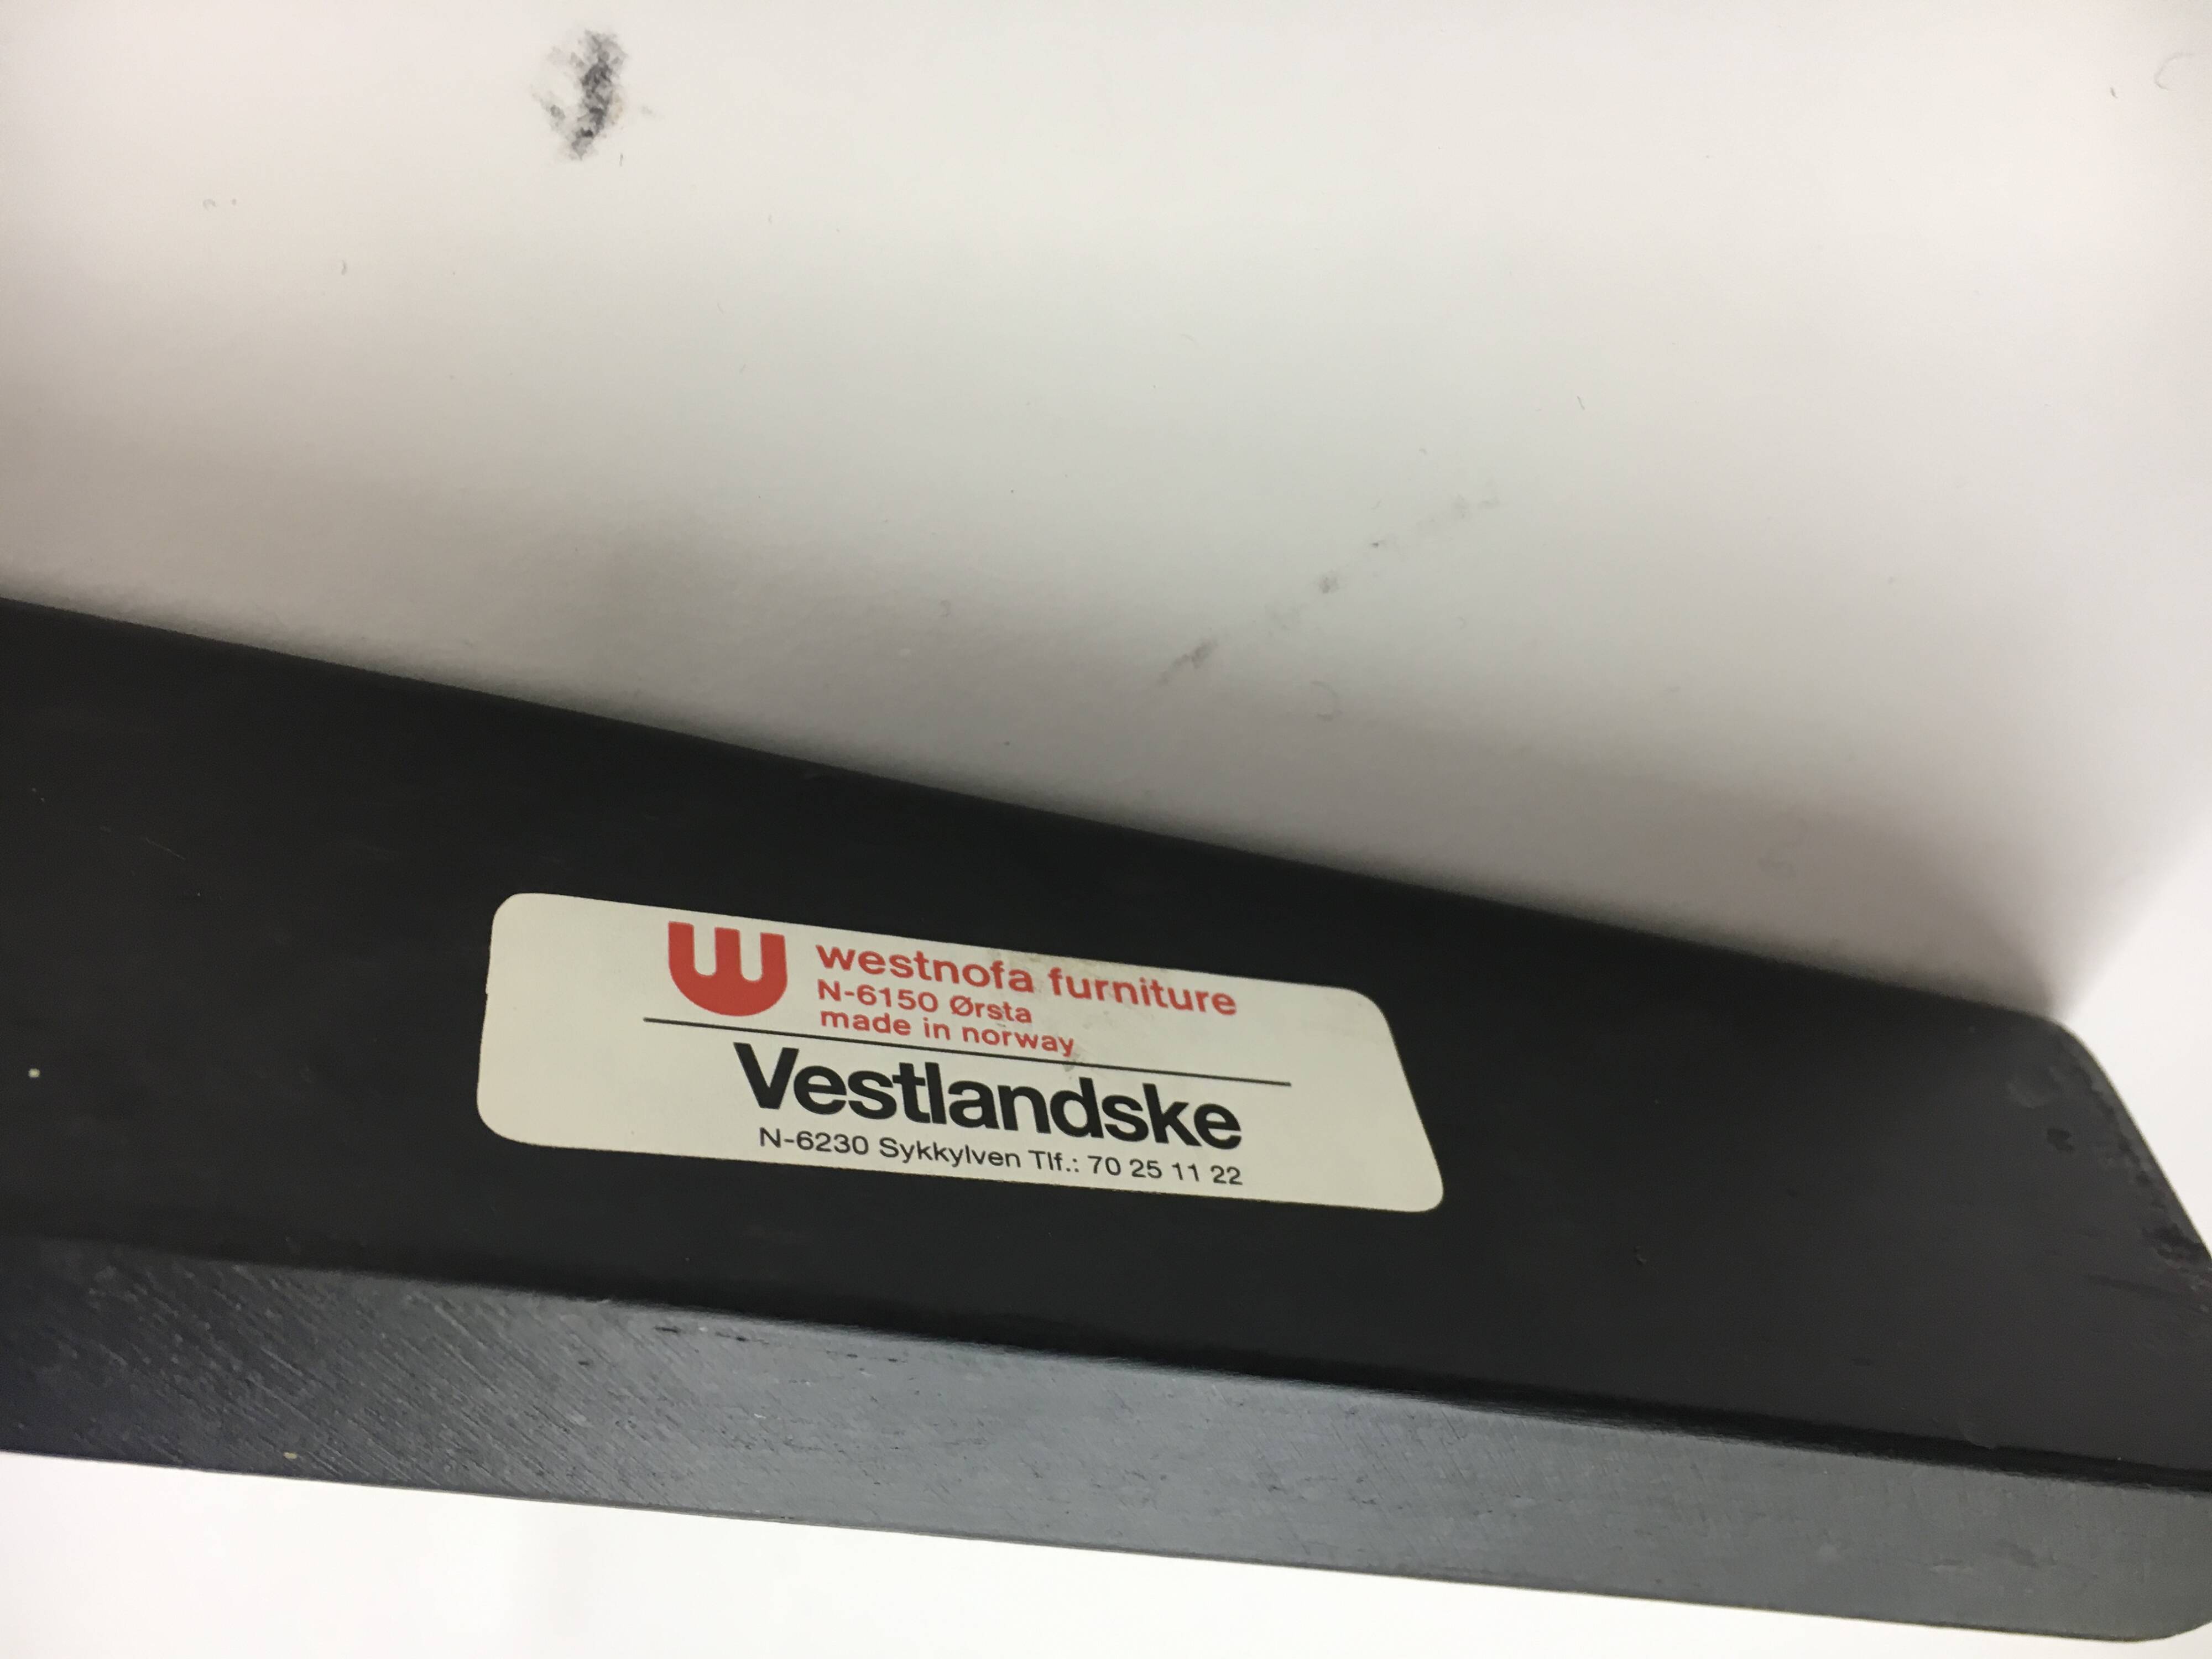 westnofa furniture
N-6150 Ørsta
made in norway
Vestlandske
N-6230 Sykkylven Tlf.: 70 25 11 22